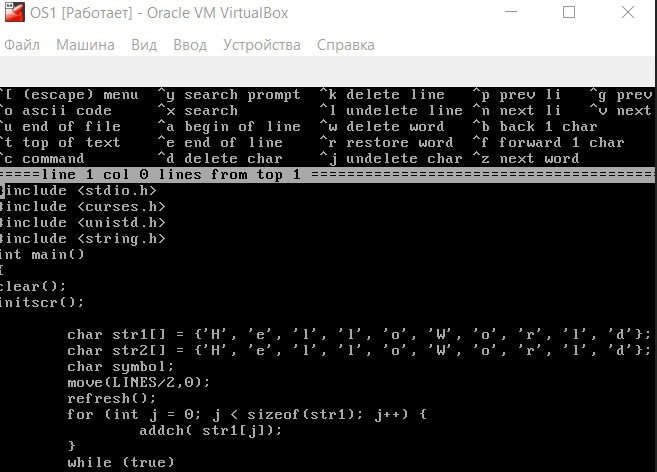 OS1 [Работает] - Oracle VM VirtualBox
Файл Машина Вид Ввод Устройства Справка
^[ (escape) menu ^y search prompt ^k delete line ^p prev li ^g prev
^o ascii code ^x search ^l undelete line ^n next li ^v next
^u end of file ^a begin of line ^w delete word ^b back 1 char
^t top of text ^e end of line ^r restore word ^f forward 1 char
^c command ^d delete char ^j undelete char ^z next word
=====line 1 col 0 lines from top 1 ======================================
#include <stdio.h>
#include <curses.h>
#include <unistd.h>
#include <string.h>
int main()
{
clear();
initscr();
char str1[] = {'H', 'e', 'l', 'l', 'o', 'W', 'o', 'r', 'l', 'd'};
char str2[] = {'H', 'e', 'l', 'l', 'o', 'W', 'o', 'r', 'l', 'd'};
char symbol;
move(LINES/2,0);
refresh();
for (int j = 0; j < sizeof(str1); j++) {
addch( str1[j]);
}
while (true)